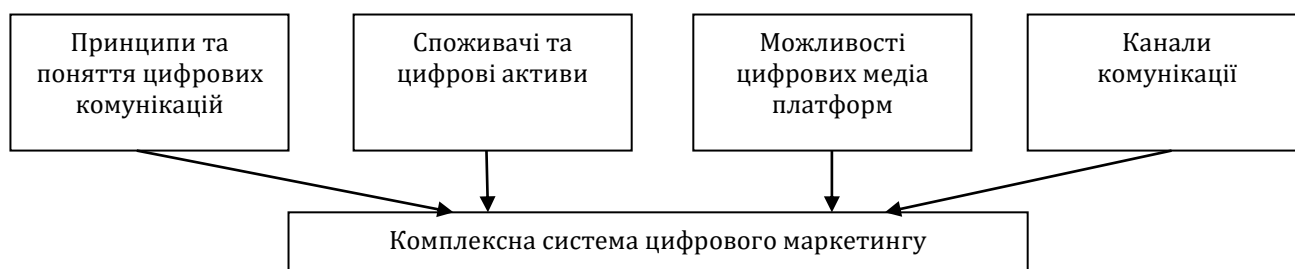 Принципи та
поняття цифрових
комунікацій
Споживачі та
цифрові активи
Можливості
цифрових медіа
платформ
Канали
комунікації
Комплексна система цифрового маркетингу